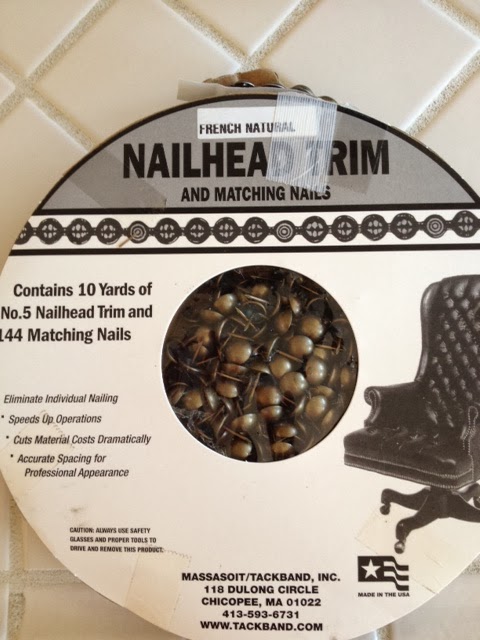 FRENCH NATURAL
NAILHEAD TRIM
AND MATCHING NAILS
Contains 10 Yards of
No.5 Nailhead Trim and
144 Matching Nails
Eliminate Individual Nailing
• Speeds Up Operations
• Cuts Material Costs Dramatically
• Accurate Spacing for
Professional Appearance
CAUTION: ALWAYS USE SAFETY
GLASSES AND PROPER TOOLS TO
DRIVE AND REMOVE THIS PRODUCT.
MASSASOIT/TACKBAND, INC.
118 DULONG CIRCLE
CHICOPEE, MA 01022
413-593-6731
WWW.TACKBAND.COM
MADE IN THE USA